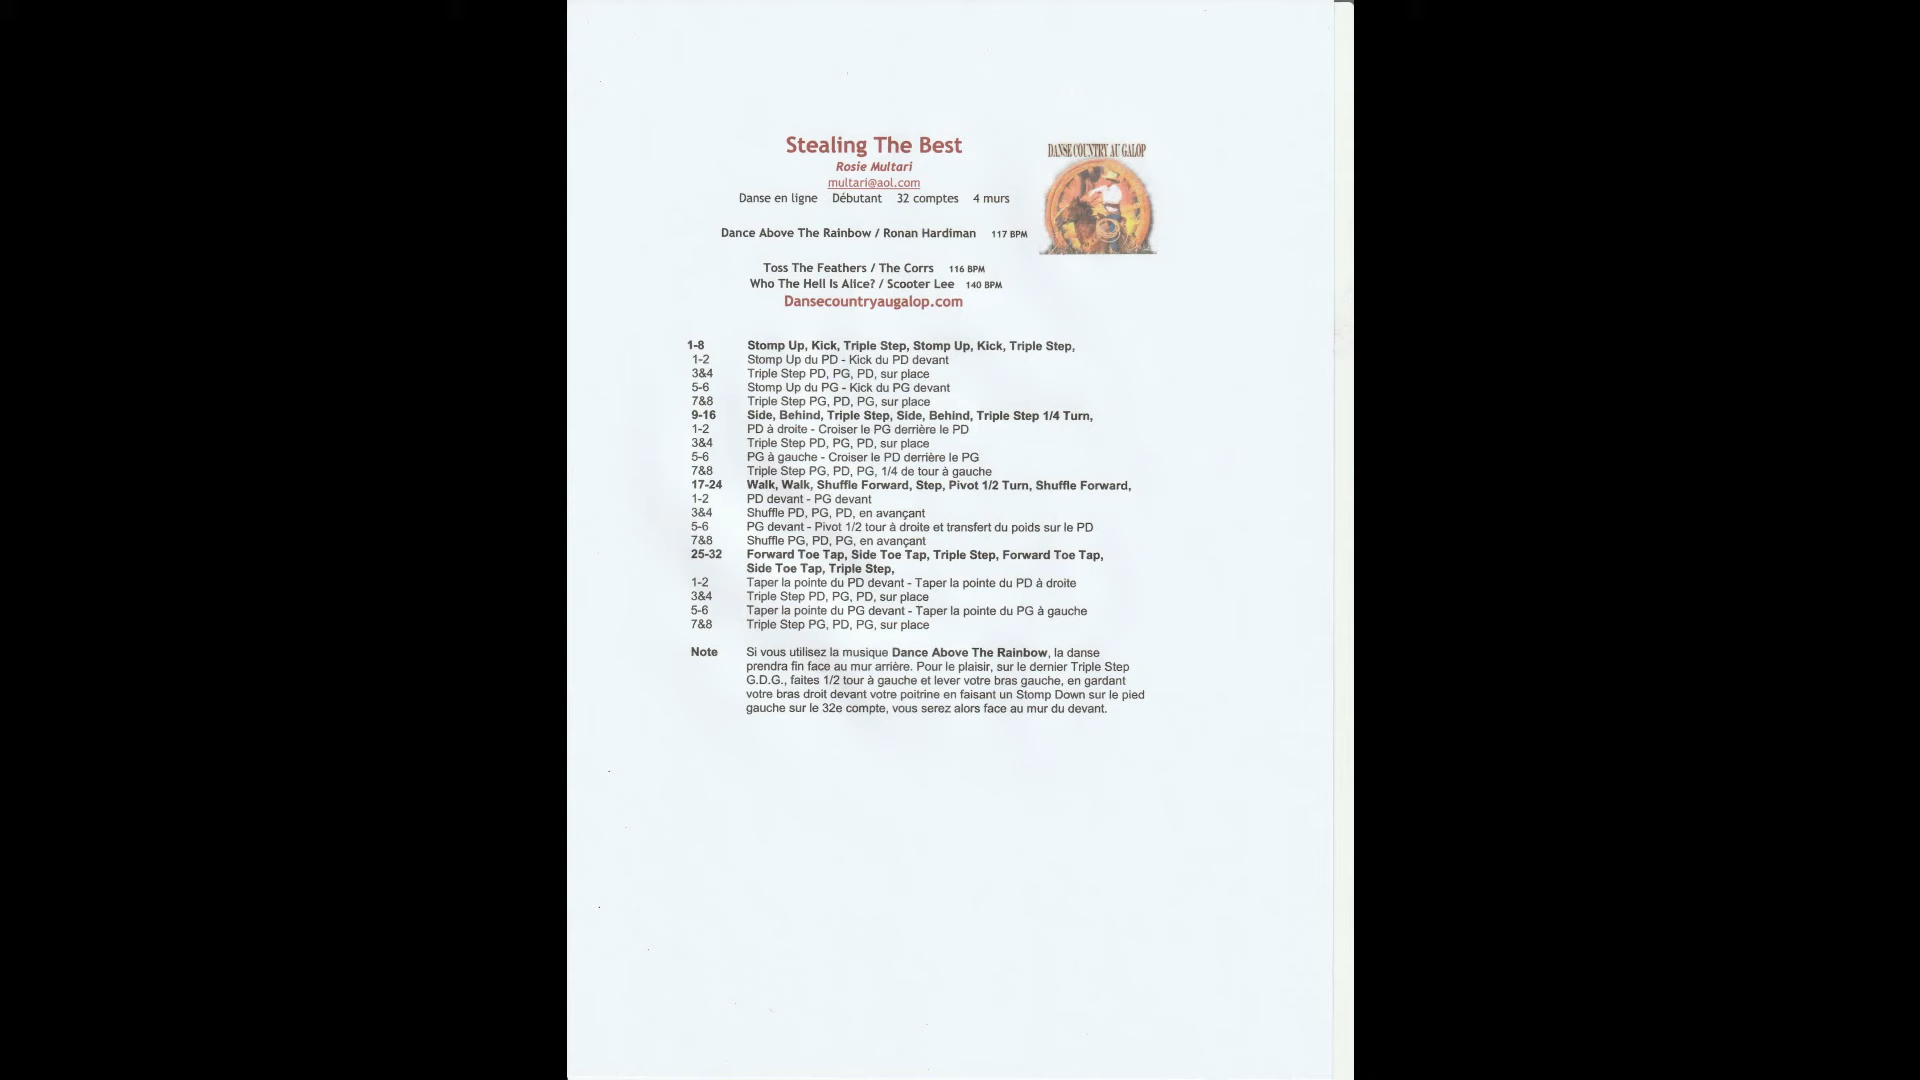 Stealing The Best
Rosie Multari
multari@aol.com
Danse en ligne Débutant 32 comptes 4 murs
DANSE COUNTRY AU GALOP
Dance Above The Rainbow / Ronan Hardiman 117 BPM
Toss The Feathers / The Corrs 116 BPM
Who The Hell Is Alice? / Scooter Lee 140 BPM
Dansecountryaugalop.com
1-8 Stomp Up, Kick, Triple Step, Stomp Up, Kick, Triple Step,
1-2 Stomp Up du PD - Kick du PD devant
3&4 Triple Step PD, PG, PD, sur place
5-6 Stomp Up du PG - Kick du PG devant
7&8 Triple Step PG, PD, PG, sur place
9-16 Side, Behind, Triple Step, Side, Behind, Triple Step 1/4 Turn,
1-2 PD à droite - Croiser le PG derrière le PD
3&4 Triple Step PD, PG, PD, sur place
5-6 PG à gauche - Croiser le PD derrière le PG
7&8 Triple Step PG, PD, PG, 1/4 de tour à gauche
17-24 Walk, Walk, Shuffle Forward, Step, Pivot 1/2 Turn, Shuffle Forward,
1-2 PD devant - PG devant
3&4 Shuffle PD, PG, PD, en avançant
5-6 PG devant - Pivot 1/2 tour à droite et transfert du poids sur le PD
7&8 Shuffle PG, PD, PG, en avançant
25-32 Forward Toe Tap, Side Toe Tap, Triple Step, Forward Toe Tap,
Side Toe Tap, Triple Step,
1-2 Taper la pointe du PD devant - Taper la pointe du PD à droite
3&4 Triple Step PD, PG, PD, sur place
5-6 Taper la pointe du PG devant - Taper la pointe du PG à gauche
7&8 Triple Step PG, PD, PG, sur place
Note Si vous utilisez la musique Dance Above The Rainbow, la danse
prendra fin face au mur arrière. Pour le plaisir, sur le dernier Triple Step
G.D.G., faites 1/2 tour à gauche et lever votre bras gauche, en gardant
votre bras droit devant votre poitrine en faisant un Stomp Down sur le pied
gauche sur le 32e compte, vous serez alors face au mur du devant.